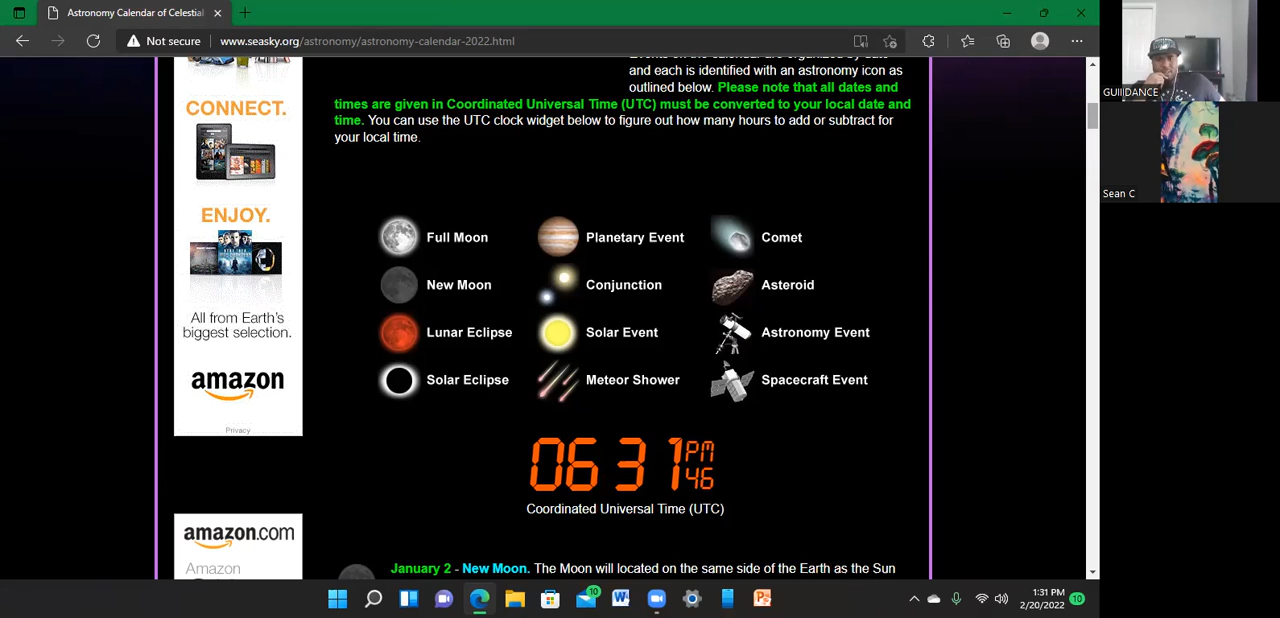 Astronomy Calendar of Celestial
Not secure
www.seasky.org/astronomy/astronomy-calendar-2022.html
CONNECT.
ENJOY.
All from Earth's
biggest selection.
amazon
Privacy
amazon.com
Amazon
and each is identified with an astronomy icon as
outlined below. Please note that all dates and
times are given in Coordinated Universal Time (UTC) must be converted to your local date and
time. You can use the UTC clock widget below to figure out how many hours to add or subtract for
your local time.
Full Moon
Planetary Event
Comet
New Moon
Conjunction
Asteroid
Lunar Eclipse
Solar Event
Astronomy Event
Solar Eclipse
Meteor Shower
Spacecraft Event
06 31 PM 46
Coordinated Universal Time (UTC)
January 2 - New Moon. The Moon will located on the same side of the Earth as the Sun
GUIIIDANCE
Sean C
10
1:31 PM
2/20/2022
10